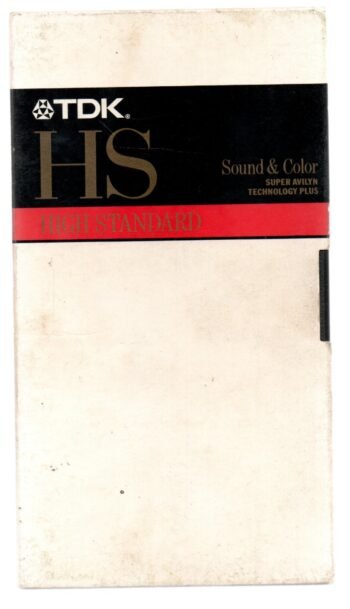 TDK®
HS
Sound & Color
SUPER AVILYN
TECHNOLOGY PLUS
HIGH STANDARD